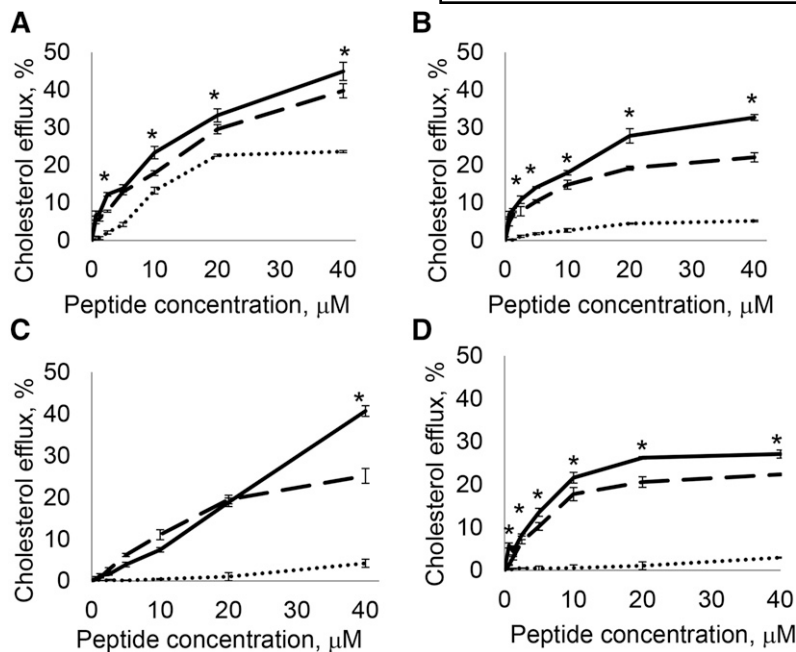 A
Cholesterol efflux, %
50
40
30
20
10
0
* * * *
0 10 20 30 40
Peptide concentration, μM
B
Cholesterol efflux, %
50
40
30
20
10
0
* * * * *
0 10 20 30 40
Peptide concentration, μM
C
Cholesterol efflux, %
50
40
30
20
10
0
*
0 10 20 30 40
Peptide concentration, μM
D
Cholesterol efflux, %
50
40
30
20
10
0
* * * * * *
0 10 20 30 40
Peptide concentration, μM